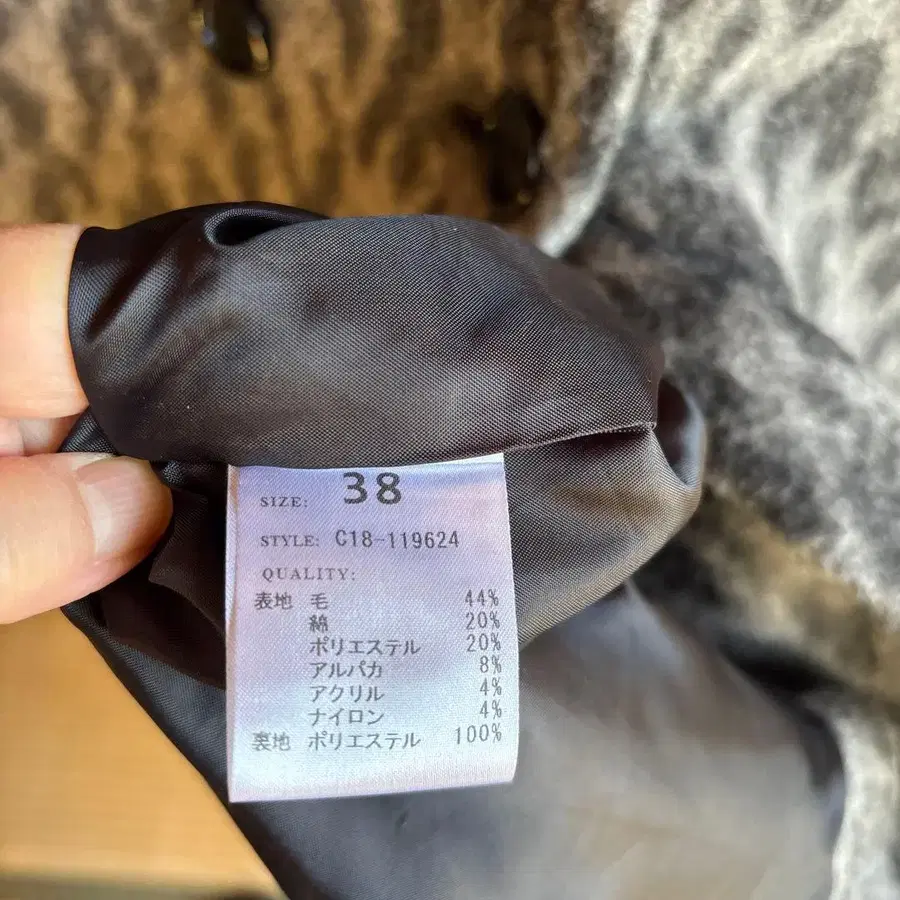 SIZE: 38
STYLE: C18-119624
QUALITY:
表地 毛 44%
綿 20%
ポリエステル 20%
アルパカ 8%
アクリル 4%
ナイロン 4%
裏地 ポリエステル 100%